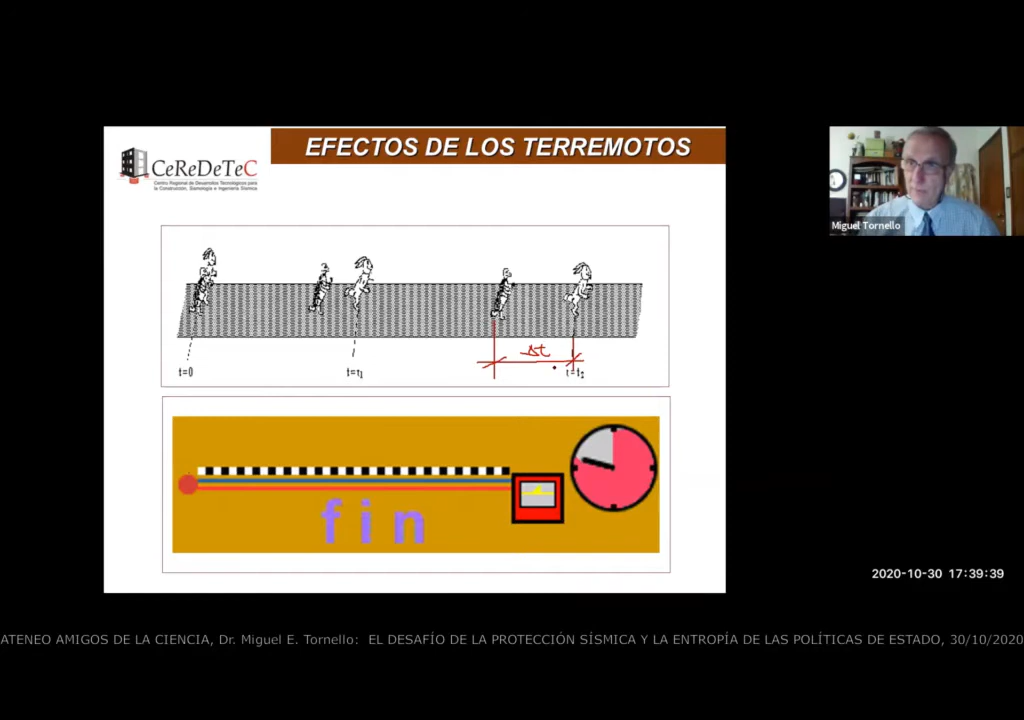 EFECTOS DE LOS TERREMOTOS
CeReDeTeC
Centro Regional de Desarrollos Tecnológicos para
la Construcción, Sismología e Ingeniería Sísmica
Miguel Tornello
Δt
t=0
t=t₁
t=t₂
fin
2020-10-30 17:39:39
ATENEO AMIGOS DE LA CIENCIA, Dr. Miguel E. Tornello: EL DESAFÍO DE LA PROTECCIÓN SÍSMICA Y LA ENTROPÍA DE LAS POLÍTICAS DE ESTADO, 30/10/2020